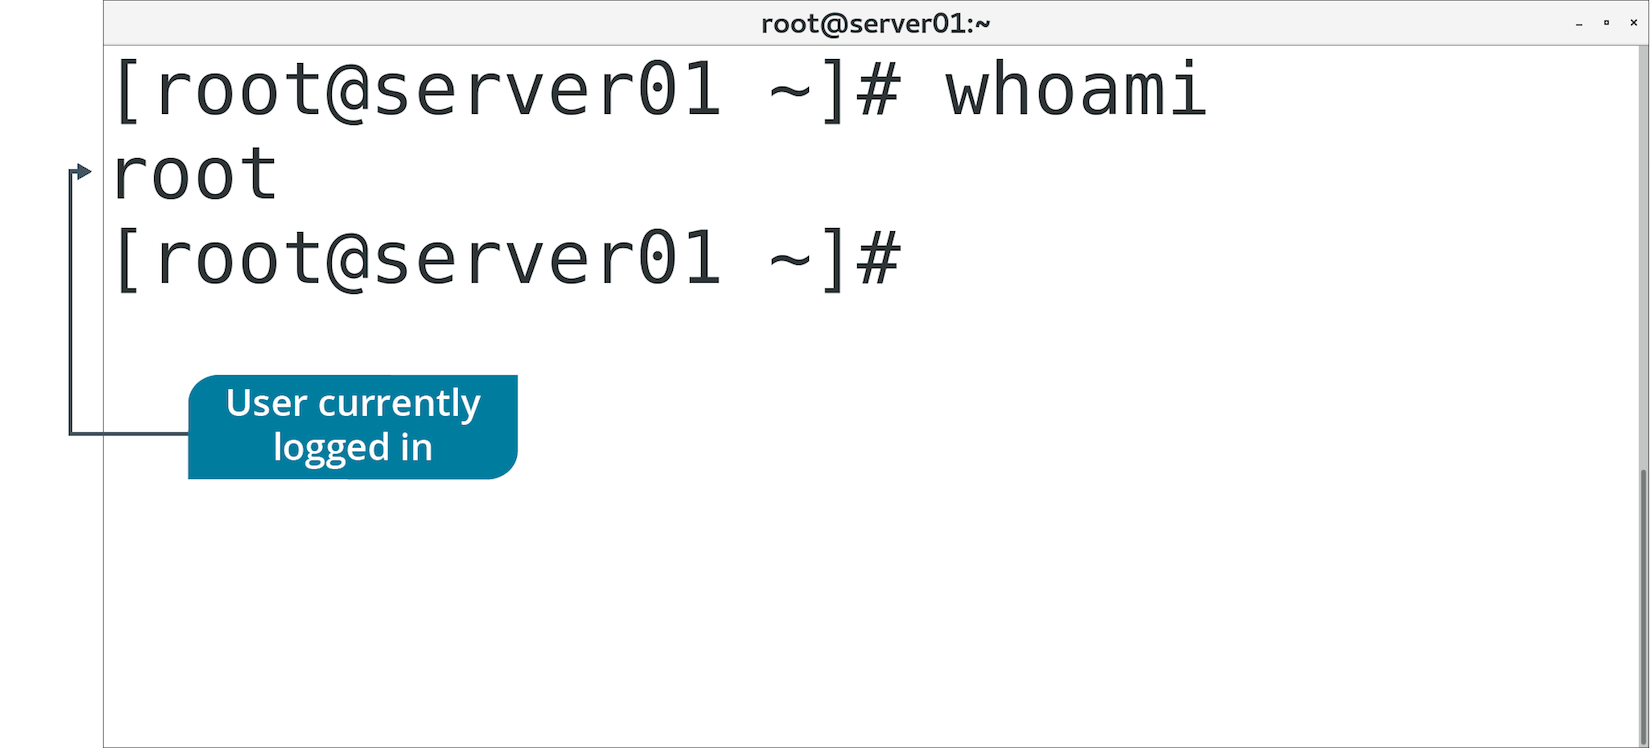 root@server01:~
[root@server01 ~]# whoami
root
[root@server01 ~]#
User currently
logged in